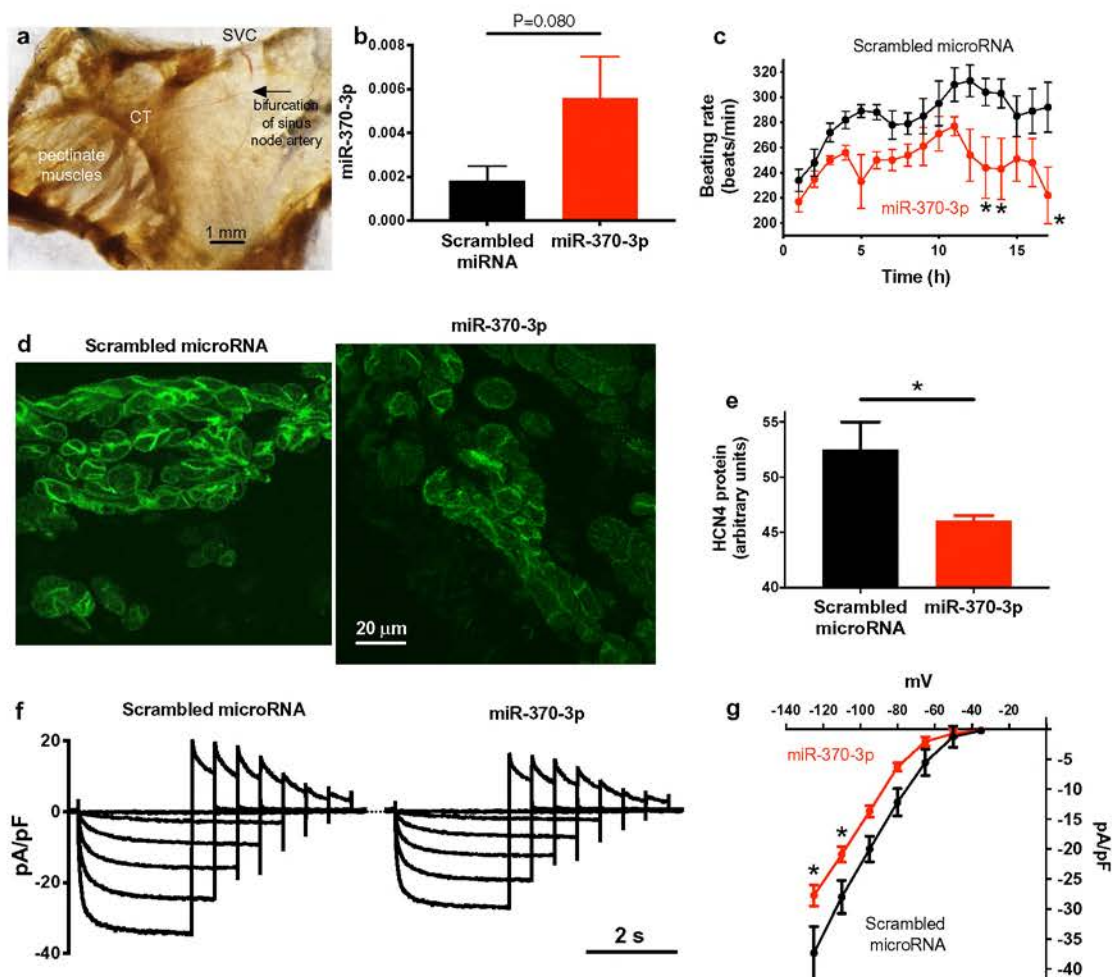 a
SVC
CT
bifurcation
of sinus
node artery
pectinate
muscles
1 mm
b
P=0.080
0.008
0.006
0.004
0.002
0.000
miR-370-3p
Scrambled
miRNA
miR-370-3p
c
Scrambled microRNA
320
300
280
260
240
220
200
Beating rate
(beats/min)
miR-370-3p
* *
*
0 5 10 15
Time (h)
d
Scrambled microRNA
miR-370-3p
20 μm
e
*
55
50
45
40
HCN4 protein
(arbitrary units)
Scrambled
microRNA
miR-370-3p
f
Scrambled microRNA
miR-370-3p
20
0
-20
-40
pA/pF
2 s
g
mV
-140 -120 -100 -80 -60 -40 -20
miR-370-3p
-5
-10
-15
-20
-25
-30
-35
-40
pA/pF
*
*
Scrambled
microRNA